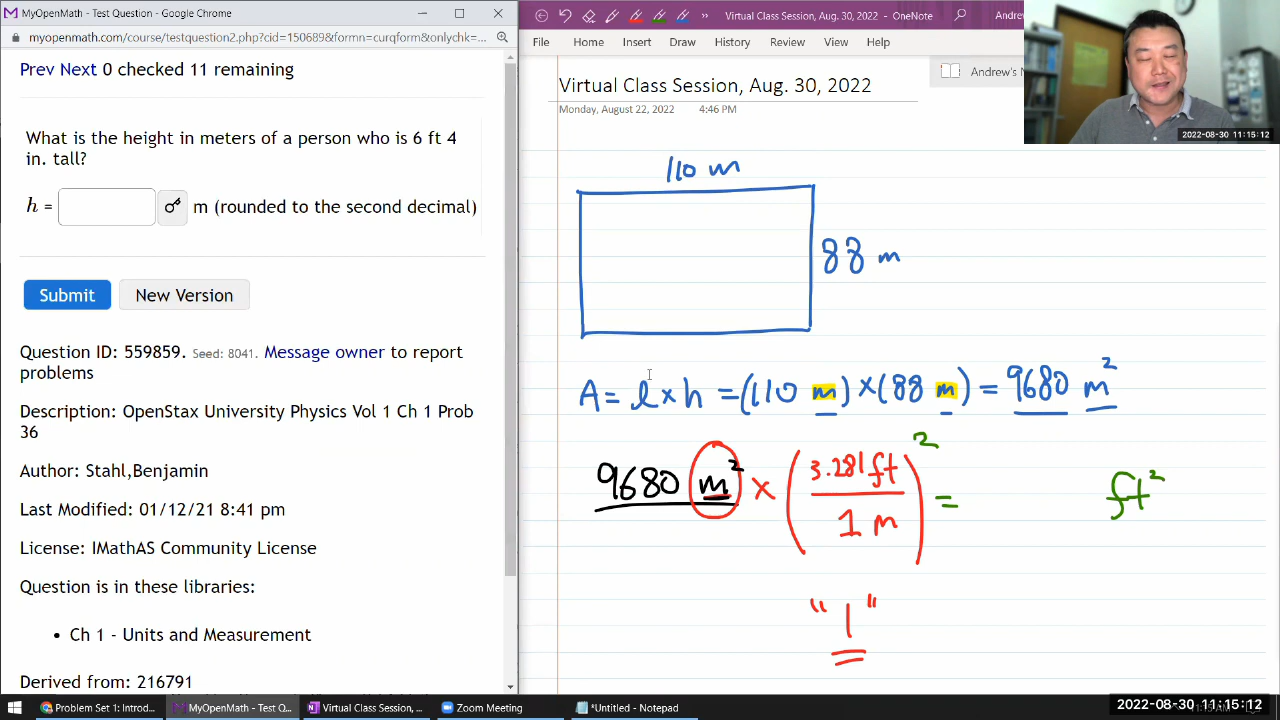 MyOpenMath - Test Question - Google Chrome
myopenmath.com/course/testquestion2.php?cid=150689&formn=curqform&onlychk=...
Prev Next 0 checked 11 remaining
What is the height in meters of a person who is 6 ft 4
in. tall?
h = m (rounded to the second decimal)
Submit
New Version
Question ID: 559859. Seed: 8041. Message owner to report
problems
Description: OpenStax University Physics Vol 1 Ch 1 Prob
36
Author: Stahl,Benjamin
Last Modified: 01/12/21 8:41 pm
License: IMathAS Community License
Question is in these libraries:
• Ch 1 - Units and Measurement
Derived from: 216791
Virtual Class Session, Aug. 30, 2022 - OneNote
Andrew
File Home Insert Draw History Review View Help
Andrew's N
Virtual Class Session, Aug. 30, 2022
Monday, August 22, 2022 4:46 PM
110 m
88 m
A = l × h = (110 m) × (88 m) = 9680 m²
9680 m² × (3.281 ft / 1 m)² = ft²
"1"
2022-08-30 11:15:12
Problem Set 1: Introd...
MyOpenMath - Test Q...
Virtual Class Session, ...
Zoom Meeting
*Untitled - Notepad
2022-08-30 11:15:12